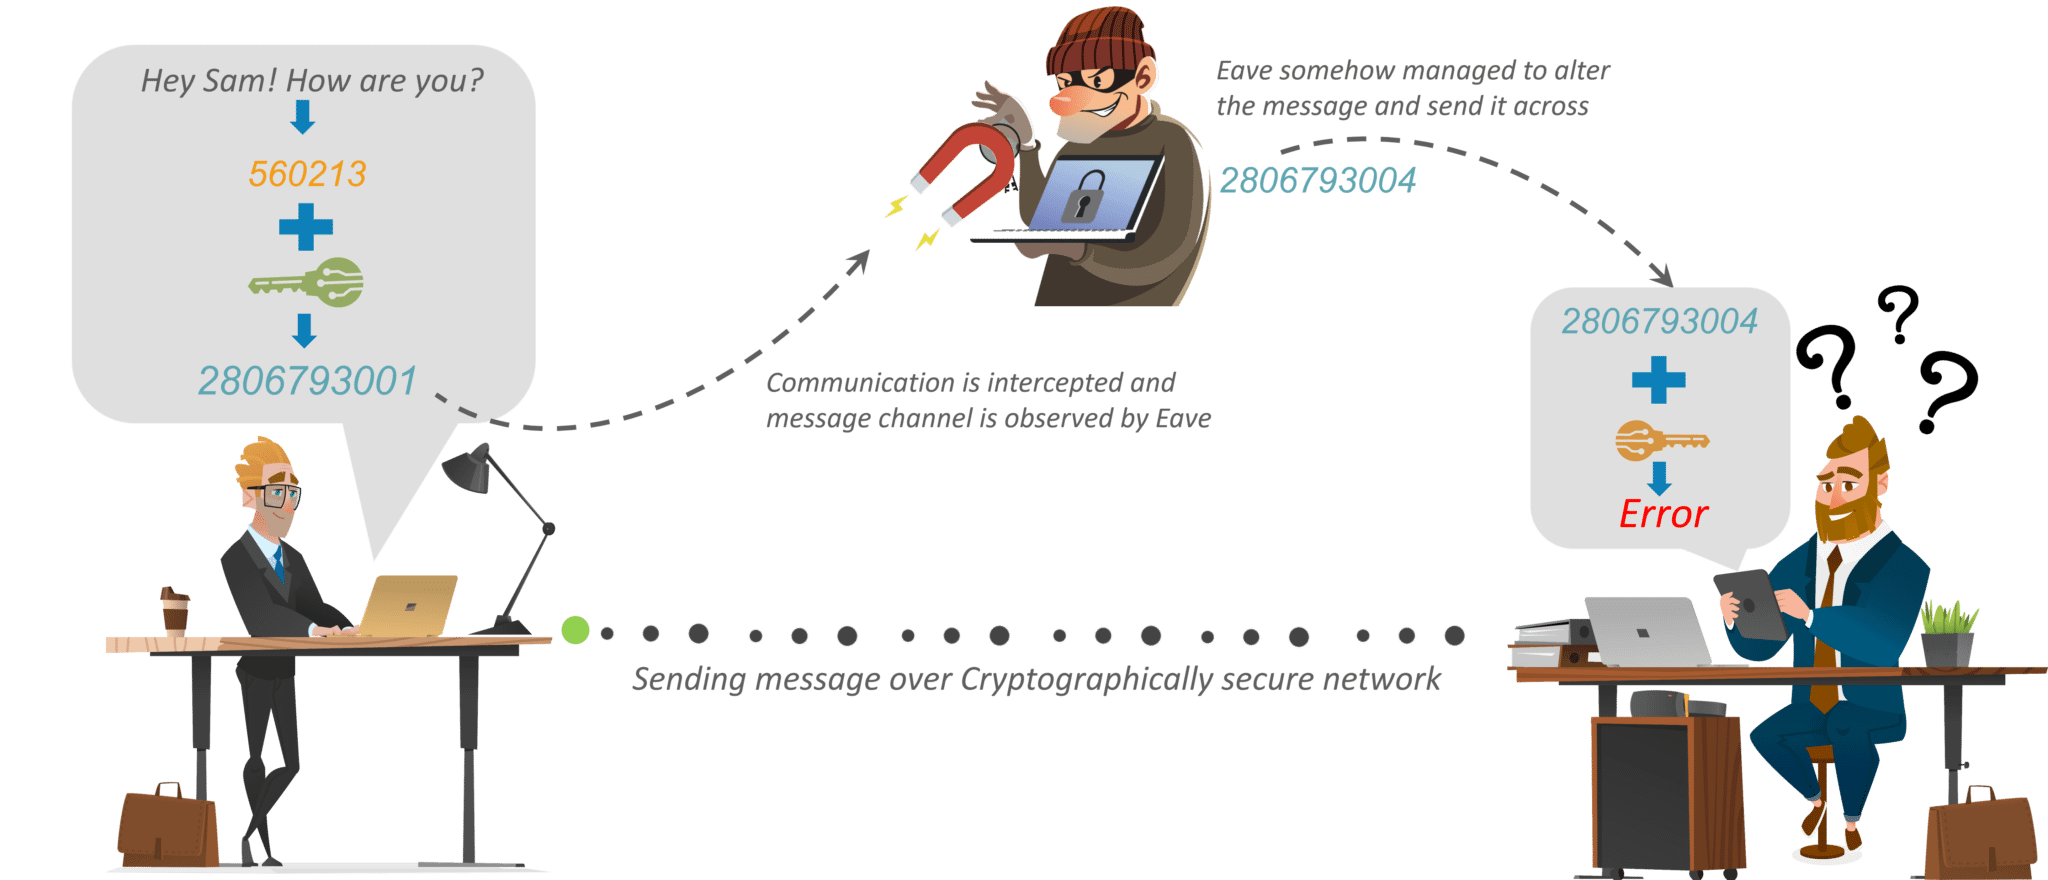 Hey Sam! How are you?
560213
2806793001
Eave somehow managed to alter
the message and send it across
2806793004
Communication is intercepted and
message channel is observed by Eave
2806793004
Error
? ? ?
Sending message over Cryptographically secure network